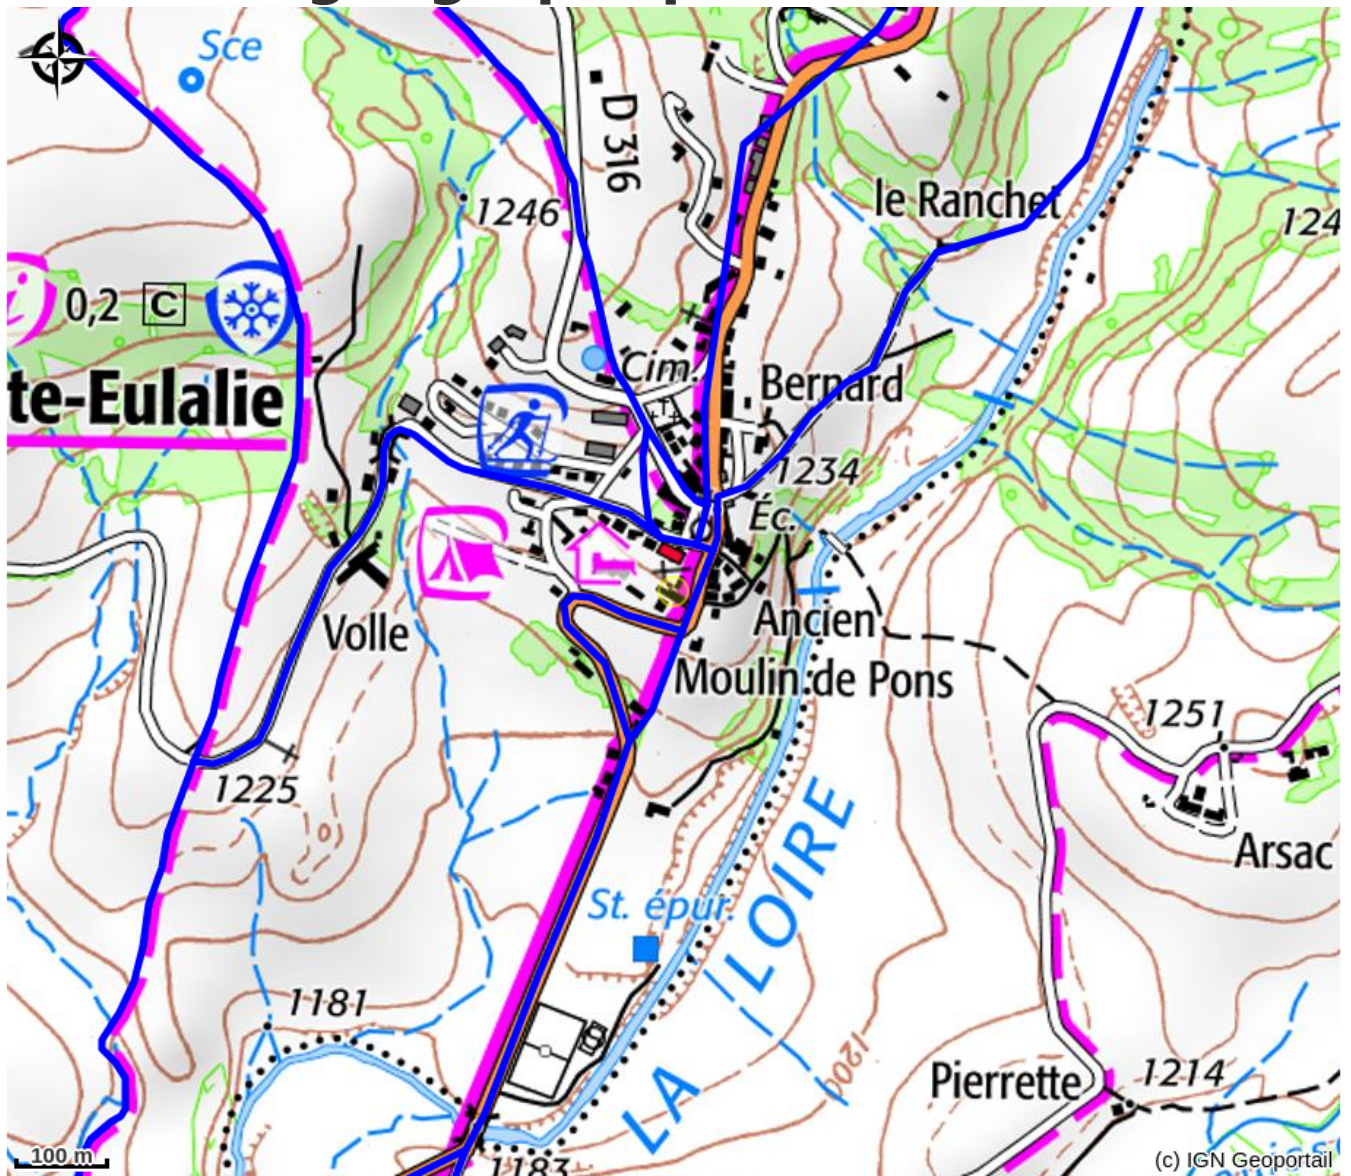 Sce
D 316
le Ranchet
1246
124
0,2 C
te-Eulalie
Cim.
Bernard
1234
Éc.
Volle
Ancien
Moulin de Pons
1251
1225
Arsac
St. épur.
LA LOIRE
1181
1200
Pierrette
1214
100 m
1183
(c) IGN Geoportail